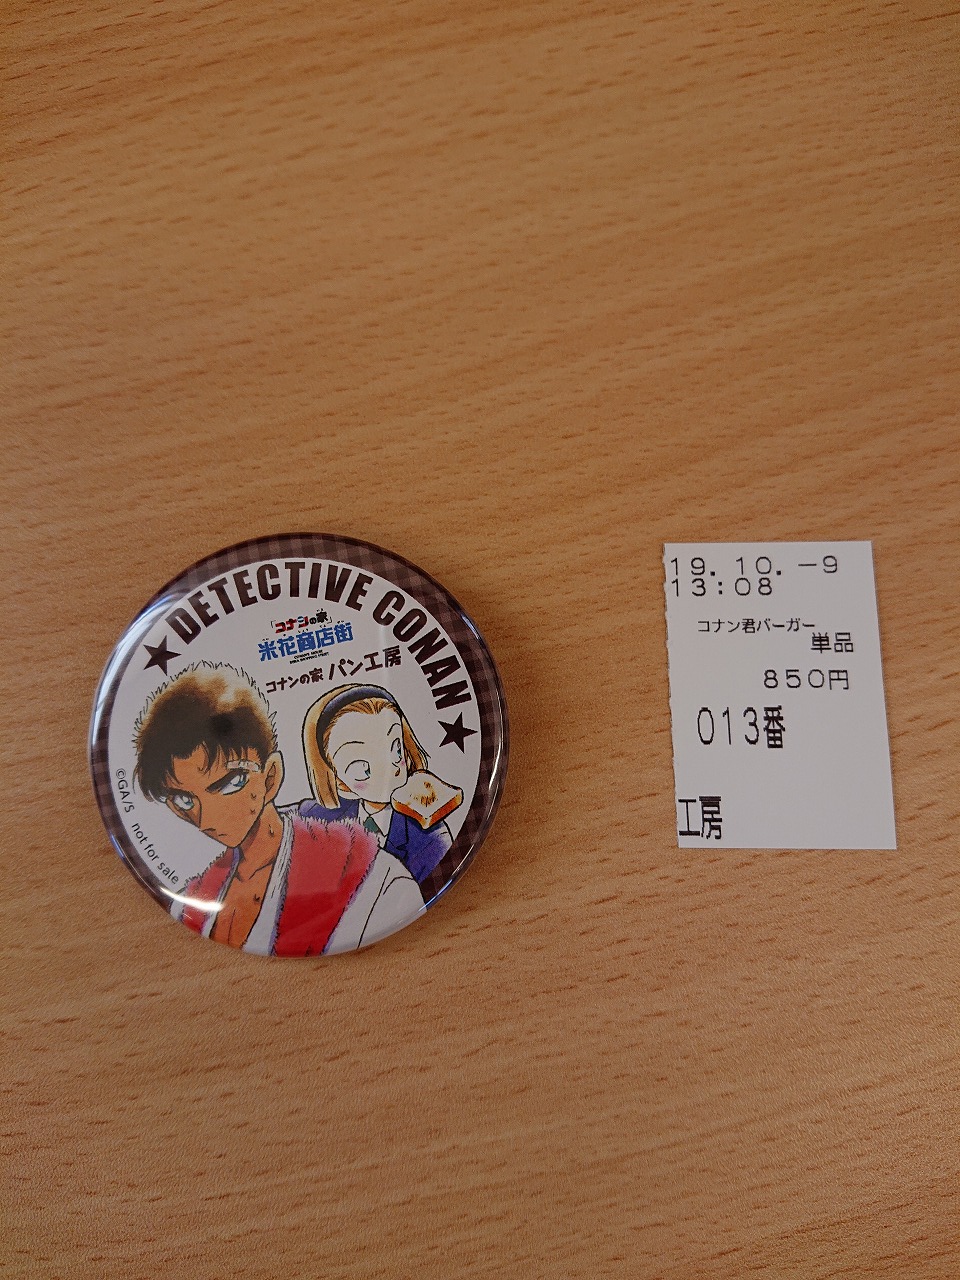 DETECTIVE CONAN
「コナンの家」
米花商店街
コナンの家 パン工房
©GA/S not for sale
19.10.-9
13:08
コナン君バーガー
単品
850円
013番
工房